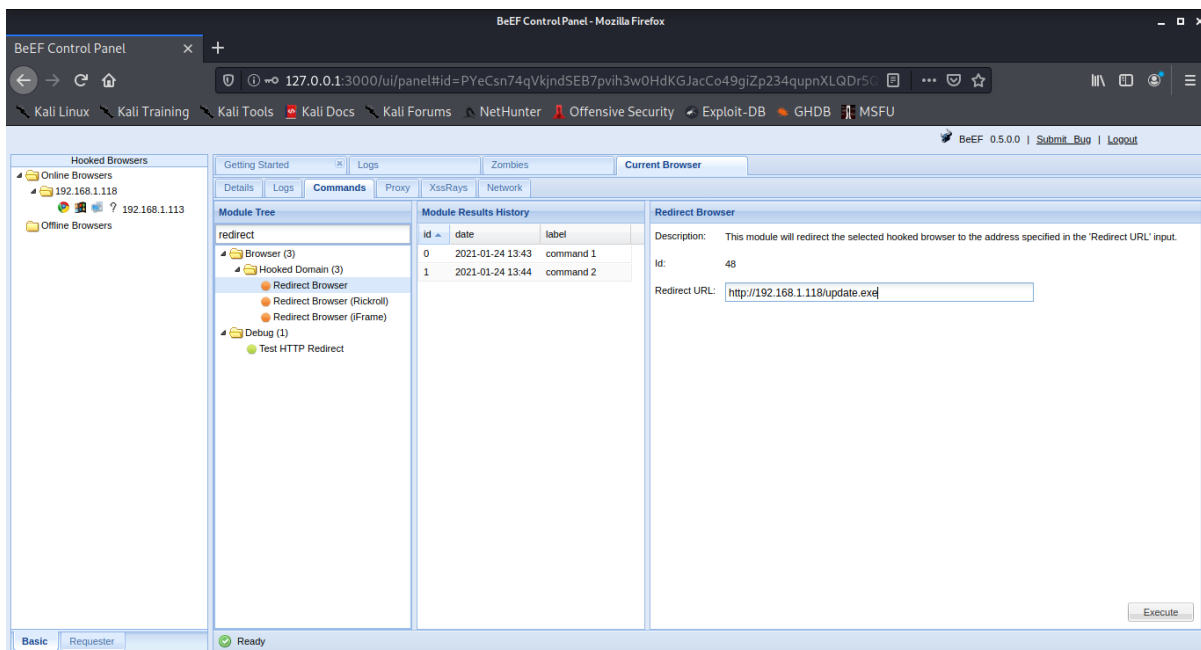 BeEF Control Panel - Mozilla Firefox
BeEF Control Panel
127.0.0.1:3000/ui/panel#id=PYeCsn74qVkjndSEB7pvih3w0HdKGJacCo49giZp234qupnXLQDr5
Kali Linux Kali Training Kali Tools Kali Docs Kali Forums NetHunter Offensive Security Exploit-DB GHDB MSFU
BeEF 0.5.0.0 | Submit Bug | Logout
Hooked Browsers
Online Browsers
192.168.1.118
? 192.168.1.113
Offline Browsers
Getting Started Logs Zombies Current Browser
Details Logs Commands Proxy XssRays Network
Module Tree
redirect
Browser (3)
Hooked Domain (3)
Redirect Browser
Redirect Browser (Rickroll)
Redirect Browser (iFrame)
Debug (1)
Test HTTP Redirect
Module Results History
id date label
0 2021-01-24 13:43 command 1
1 2021-01-24 13:44 command 2
Redirect Browser
Description: This module will redirect the selected hooked browser to the address specified in the 'Redirect URL' input.
Id: 48
Redirect URL: http://192.168.1.118/update.exe
Execute
Basic Requester
Ready